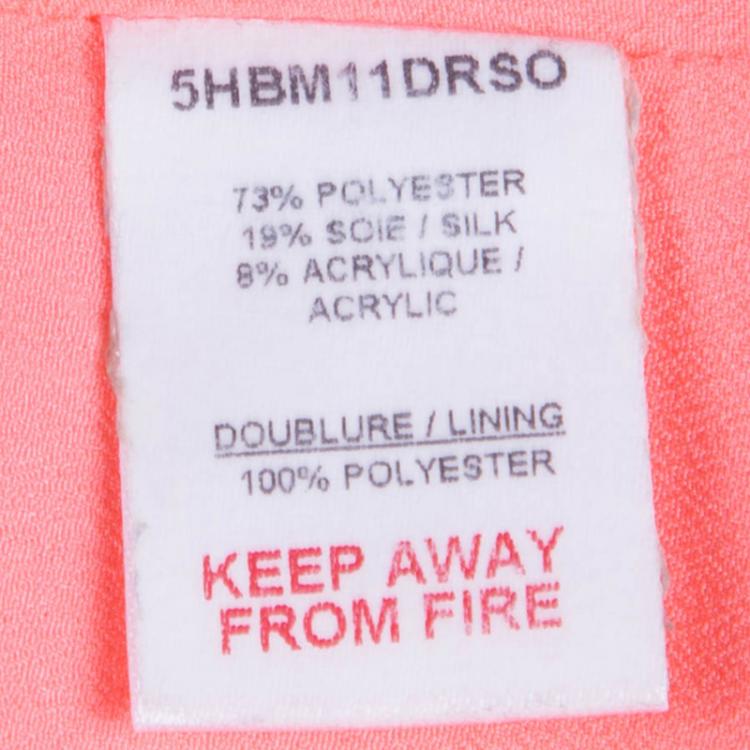 5HBM11DRSO
73% POLYESTER
19% SOIE / SILK
8% ACRYLIQUE /
ACRYLIC
DOUBLURE / LINING
100% POLYESTER
KEEP AWAY
FROM FIRE